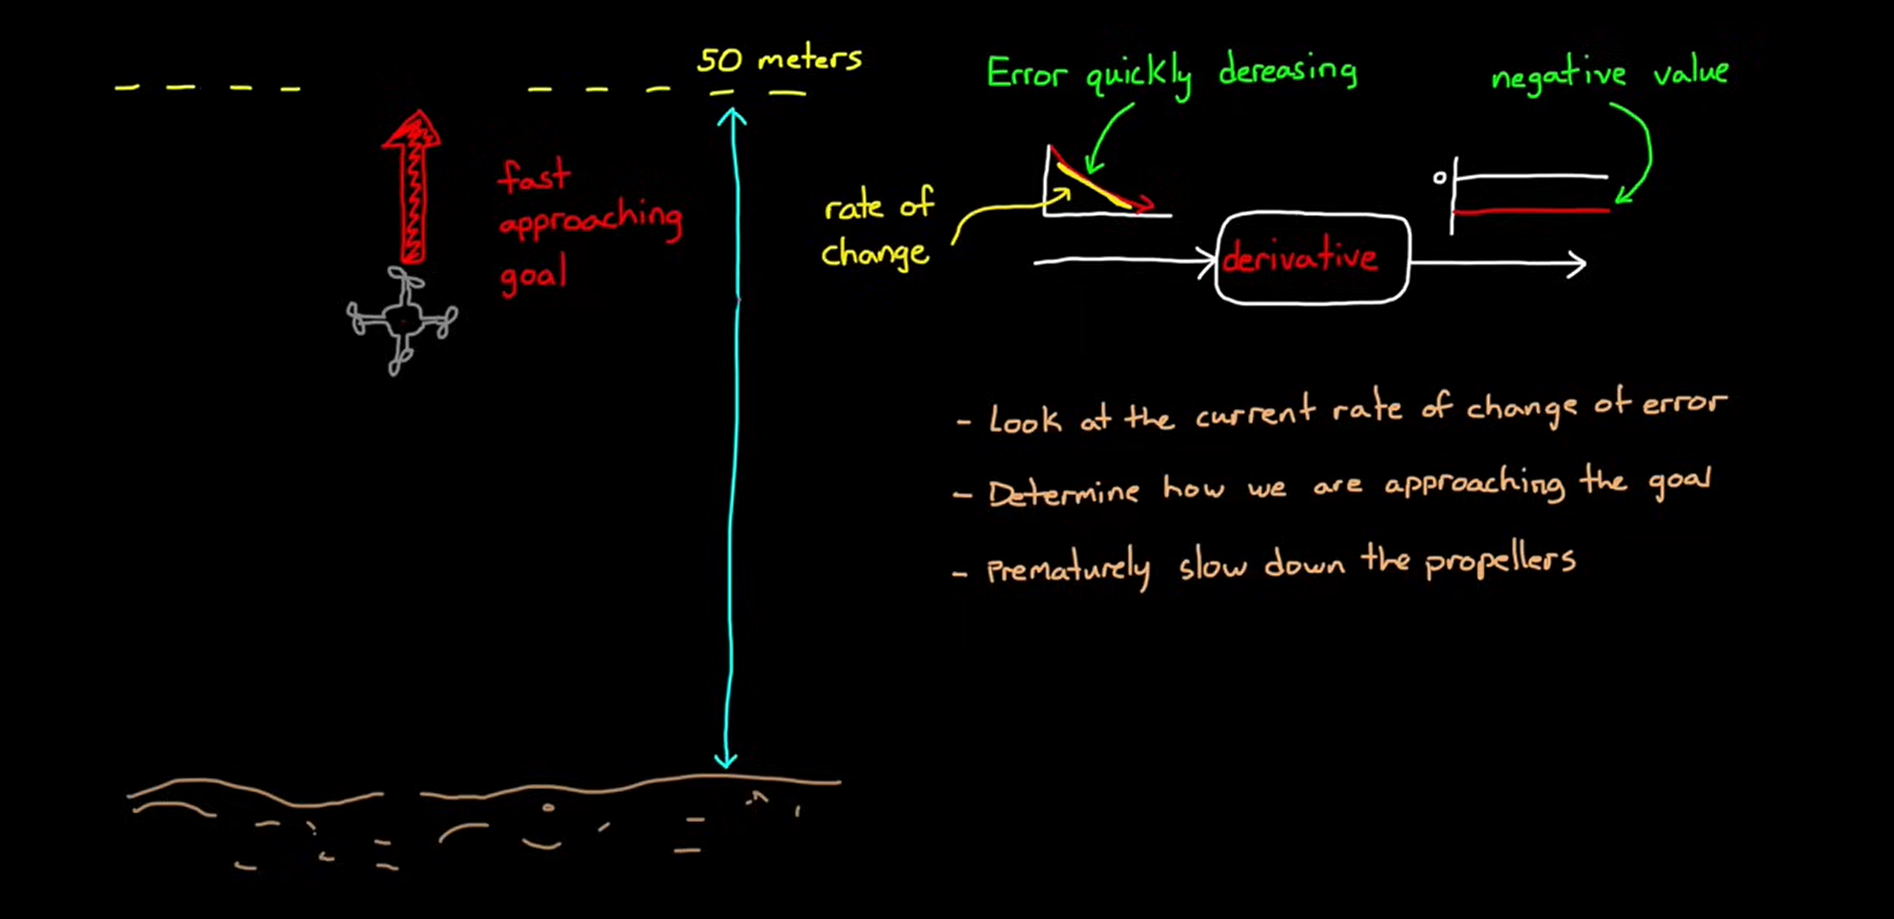 50 meters
fast
approaching
goal
Error quickly dereasing
negative value
rate of
change
0
derivative
- Look at the current rate of change of error
- Determine how we are approaching the goal
- Prematurely slow down the propellers